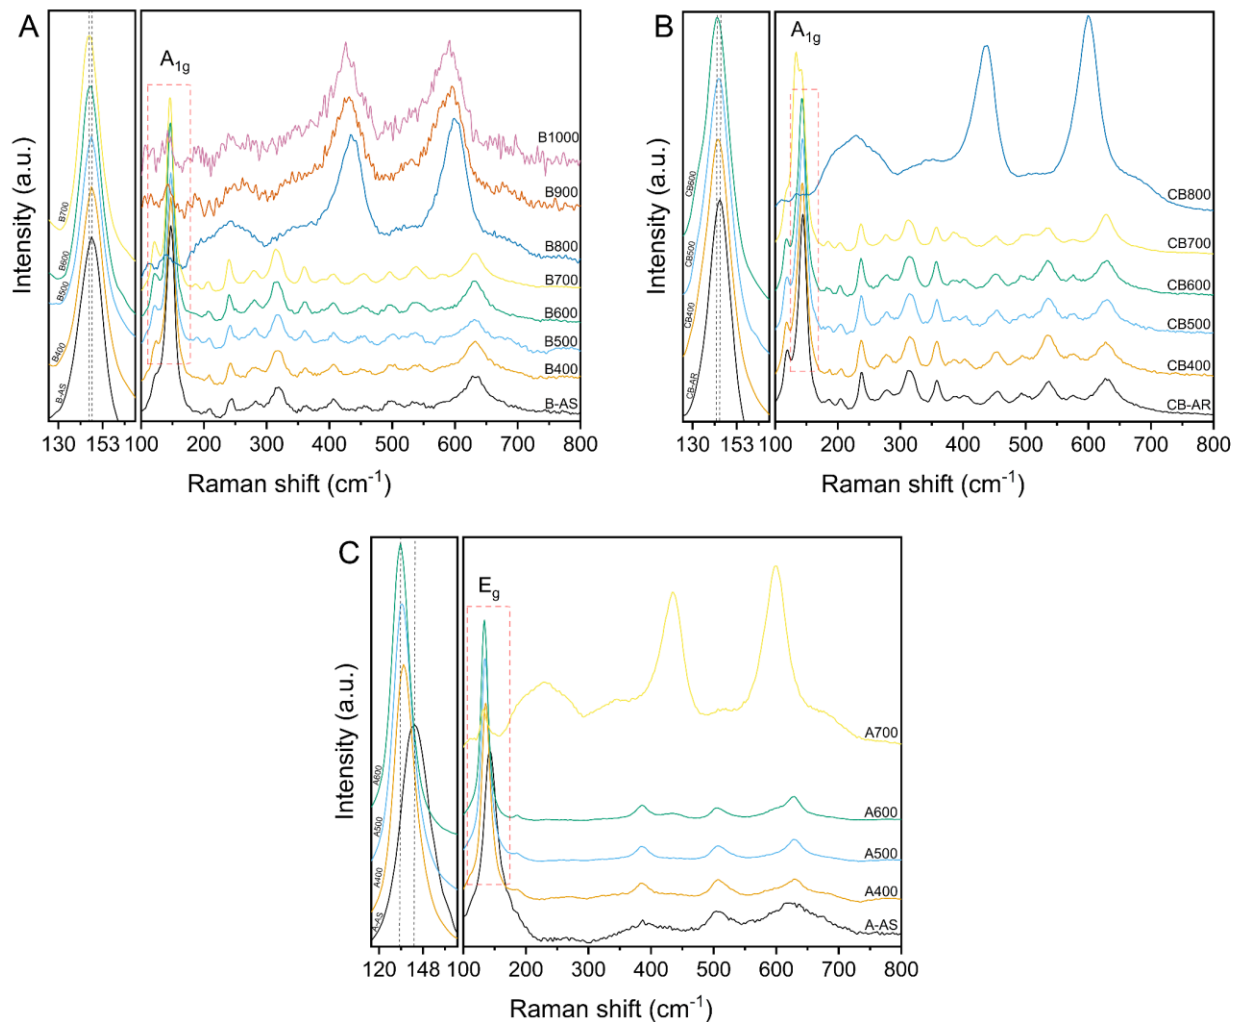 A
A1g
Intensity (a.u.)
B1000
B900
B800
B700
B600
B500
B400
B-AS
B700
B600
B500
B400
B-AS
130 153 100 200 300 400 500 600 700 800
Raman shift (cm-1)
B
A1g
Intensity (a.u.)
CB800
CB700
CB600
CB500
CB400
CB-AR
CB600
CB500
CB400
CB-AR
130 153 100 200 300 400 500 600 700 800
Raman shift (cm-1)
C
Eg
Intensity (a.u.)
A700
A600
A500
A400
A-AS
A600
A500
A400
A-AS
120 148 100 200 300 400 500 600 700 800
Raman shift (cm-1)